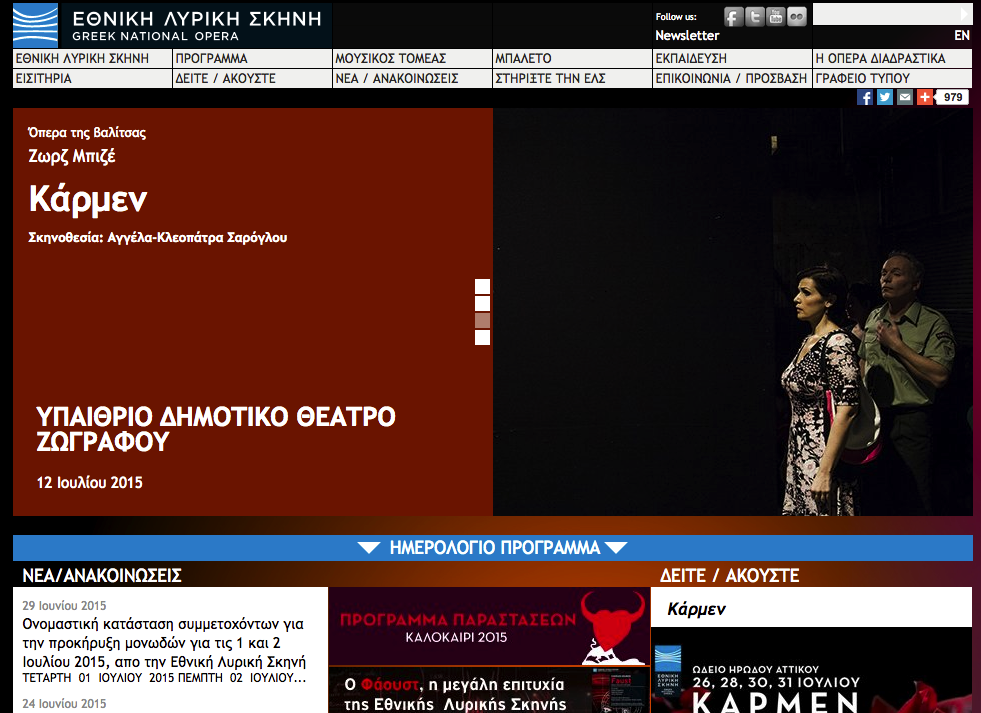 ΕΘΝΙΚΗ ΛΥΡΙΚΗ ΣΚΗΝΗ
GREEK NATIONAL OPERA
Follow us:
Newsletter
EN
ΕΘΝΙΚΗ ΛΥΡΙΚΗ ΣΚΗΝΗ ΠΡΟΓΡΑΜΜΑ ΜΟΥΣΙΚΟΣ ΤΟΜΕΑΣ ΜΠΑΛΕΤΟ ΕΚΠΑΙΔΕΥΣΗ Η ΟΠΕΡΑ ΔΙΑΔΡΑΣΤΙΚΑ
ΕΙΣΙΤΗΡΙΑ ΔΕΙΤΕ / ΑΚΟΥΣΤΕ ΝΕΑ / ΑΝΑΚΟΙΝΩΣΕΙΣ ΣΤΗΡΙΞΤΕ ΤΗΝ ΕΛΣ ΕΠΙΚΟΙΝΩΝΙΑ / ΠΡΟΣΒΑΣΗ ΓΡΑΦΕΙΟ ΤΥΠΟΥ
979
Όπερα της βαλίτσας
Ζωρζ Μπιζέ
Κάρμεν
Σκηνοθεσία: Αγγέλα-Κλεοπάτρα Σαρόγλου
ΥΠΑΙΘΡΙΟ ΔΗΜΟΤΙΚΟ ΘΕΑΤΡΟ
ΖΩΓΡΑΦΟΥ
12 Ιουλίου 2015
ΗΜΕΡΟΛΟΓΙΟ ΠΡΟΓΡΑΜΜΑ
ΝΕΑ/ΑΝΑΚΟΙΝΩΣΕΙΣ
29 Ιουνίου 2015
Ονομαστική κατάσταση συμμετοχόντων για
την προκήρυξη μονωδών για τις 1 και 2
Ιουλίου 2015, απο την Εθνική Λυρική Σκηνή
ΤΕΤΑΡΤΗ 01 ΙΟΥΛΙΟΥ 2015 ΠΕΜΠΤΗ 02 ΙΟΥΛΙΟΥ...
24 Ιουνίου 2015
ΠΡΟΓΡΑΜΜΑ ΠΑΡΑΣΤΑΣΕΩΝ
ΚΑΛΟΚΑΙΡΙ 2015
Ο Φάουστ, η μεγάλη επιτυχία
της Εθνικής Λυρικής Σκηνής
Faust
ΔΕΙΤΕ / ΑΚΟΥΣΤΕ
Κάρμεν
ΩΔΕΙΟ ΗΡΩΔΟΥ ΑΤΤΙΚΟΥ
26, 28, 30, 31 ΙΟΥΛΙΟΥ
ΚΑΡΜΕΝ